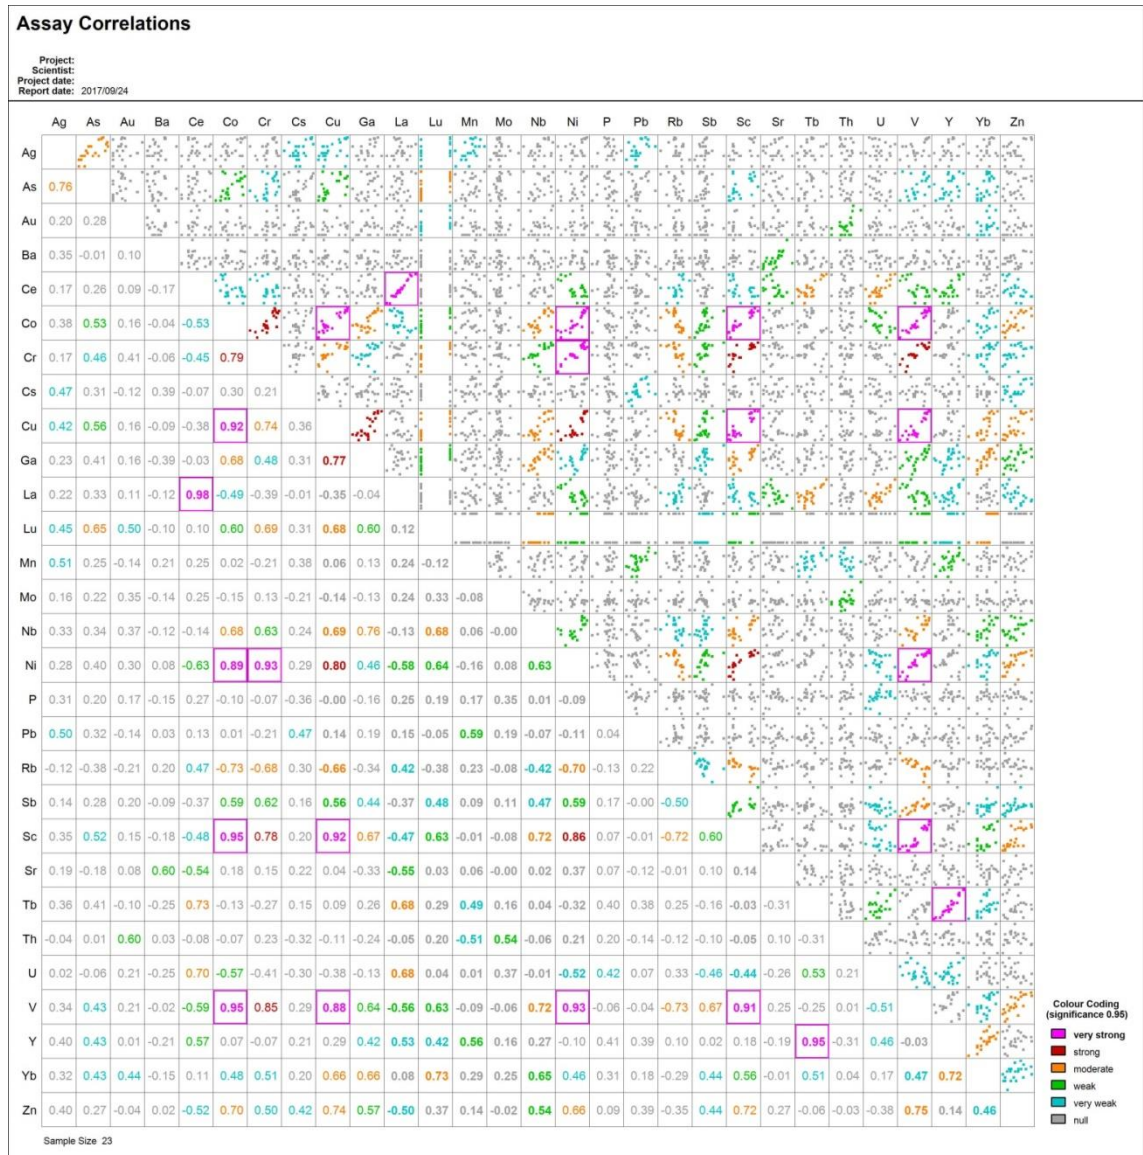 Assay Correlations
Project:
Scientist:
Project date:
Report date: 2017/09/24
Ag As Au Ba Ce Co Cr Cs Cu Ga La Lu Mn Mo Nb Ni P Pb Rb Sb Sc Sr Tb Th U V Y Yb Zn
Ag
As 0.76
Au 0.20 0.28
Ba 0.35 -0.01 0.10
Ce 0.17 0.26 0.09 -0.17
Co 0.38 0.53 0.16 -0.04 -0.53
Cr 0.17 0.46 0.41 -0.06 -0.45 0.79
Cs 0.47 0.31 -0.12 0.39 -0.07 0.30 0.21
Cu 0.42 0.56 0.16 -0.09 -0.38 0.92 0.74 0.36
Ga 0.23 0.41 0.16 -0.39 -0.03 0.68 0.48 0.31 0.77
La 0.22 0.33 0.11 -0.12 0.98 -0.49 -0.39 -0.01 -0.35 -0.04
Lu 0.45 0.65 0.50 -0.10 0.10 0.60 0.69 0.31 0.68 0.60 0.12
Mn 0.51 0.25 -0.14 -0.21 0.25 0.02 -0.21 0.38 0.06 0.13 0.24 -0.12
Mo 0.16 0.22 0.35 -0.14 0.25 -0.15 0.13 -0.21 -0.14 -0.13 0.24 0.33 -0.08
Nb 0.33 0.34 0.37 -0.12 -0.14 0.68 0.63 0.24 0.69 0.76 -0.13 0.68 0.06 -0.00
Ni 0.28 0.40 0.30 0.08 -0.63 0.89 0.93 0.29 0.80 0.46 -0.58 0.64 -0.16 0.08 0.63
P 0.31 0.20 0.17 -0.15 0.27 -0.10 -0.07 -0.36 -0.00 -0.16 0.25 0.19 0.17 0.35 0.01 -0.09
Pb 0.50 0.32 -0.14 0.03 0.13 0.01 -0.21 0.47 0.14 0.19 0.15 -0.05 0.59 0.19 -0.07 -0.11 0.04
Rb -0.12 -0.38 -0.21 0.20 0.47 -0.73 -0.68 0.30 -0.66 -0.34 0.42 -0.38 0.23 -0.08 -0.42 -0.70 -0.13 0.22
Sb 0.14 0.28 0.20 -0.09 -0.37 0.59 0.62 0.16 0.56 0.44 -0.37 0.48 0.09 0.11 0.47 0.59 0.17 -0.00 -0.50
Sc 0.35 0.52 0.15 -0.18 -0.48 0.95 0.78 0.20 0.92 0.67 -0.47 0.63 -0.01 -0.08 0.72 0.86 0.07 -0.01 -0.72 0.60
Sr 0.19 -0.18 0.08 0.60 -0.54 0.18 0.15 0.22 0.04 -0.33 -0.55 0.03 0.06 -0.00 0.02 0.37 0.07 -0.12 -0.01 0.10 0.14
Tb 0.36 0.41 -0.10 -0.25 0.73 -0.13 -0.27 0.15 0.09 0.26 0.68 0.29 0.49 0.16 0.04 -0.32 0.40 0.38 0.25 -0.16 -0.03 -0.31
Th -0.04 0.01 0.60 0.03 -0.08 -0.07 0.23 -0.32 -0.11 -0.24 -0.05 0.20 -0.51 0.54 -0.06 0.21 0.20 -0.14 -0.12 -0.10 -0.05 0.10 -0.31
U 0.02 -0.06 0.21 -0.25 0.70 -0.57 -0.41 -0.30 -0.38 -0.13 0.68 0.04 0.01 0.37 -0.01 -0.52 0.42 0.07 0.33 -0.46 -0.44 -0.26 0.53 0.21
V 0.34 0.43 0.21 -0.02 -0.59 0.95 0.85 0.29 0.88 0.64 -0.56 0.63 -0.09 -0.06 0.72 0.93 -0.06 -0.04 -0.73 0.67 0.91 0.25 -0.25 0.01 -0.51
Y 0.40 0.43 0.01 -0.21 0.57 0.07 -0.07 0.21 0.29 0.42 0.53 0.42 0.56 0.16 0.27 -0.10 0.41 0.39 0.10 0.02 0.18 -0.19 0.95 -0.31 0.46 -0.03
Yb 0.32 0.43 0.44 -0.15 0.11 0.48 0.51 0.20 0.66 0.66 0.08 0.73 0.29 0.25 0.65 0.46 0.31 0.18 -0.29 0.44 0.56 -0.01 0.51 0.04 0.17 0.47 0.72
Zn 0.40 0.27 -0.04 0.02 -0.52 0.70 0.50 0.42 0.74 0.57 -0.50 0.37 0.14 -0.02 0.54 0.66 0.09 0.39 -0.35 0.44 0.72 0.27 -0.06 -0.03 -0.38 0.75 0.14 0.46
Colour Coding
(significance 0.95)
very strong
strong
moderate
weak
very weak
null
Sample Size 23